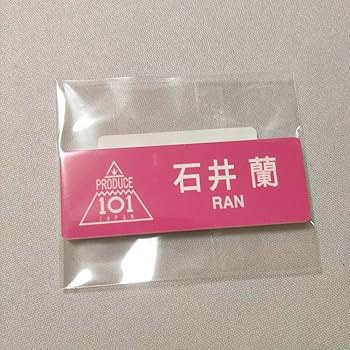 PRODUCE
101
JAPAN
石井 蘭
RAN